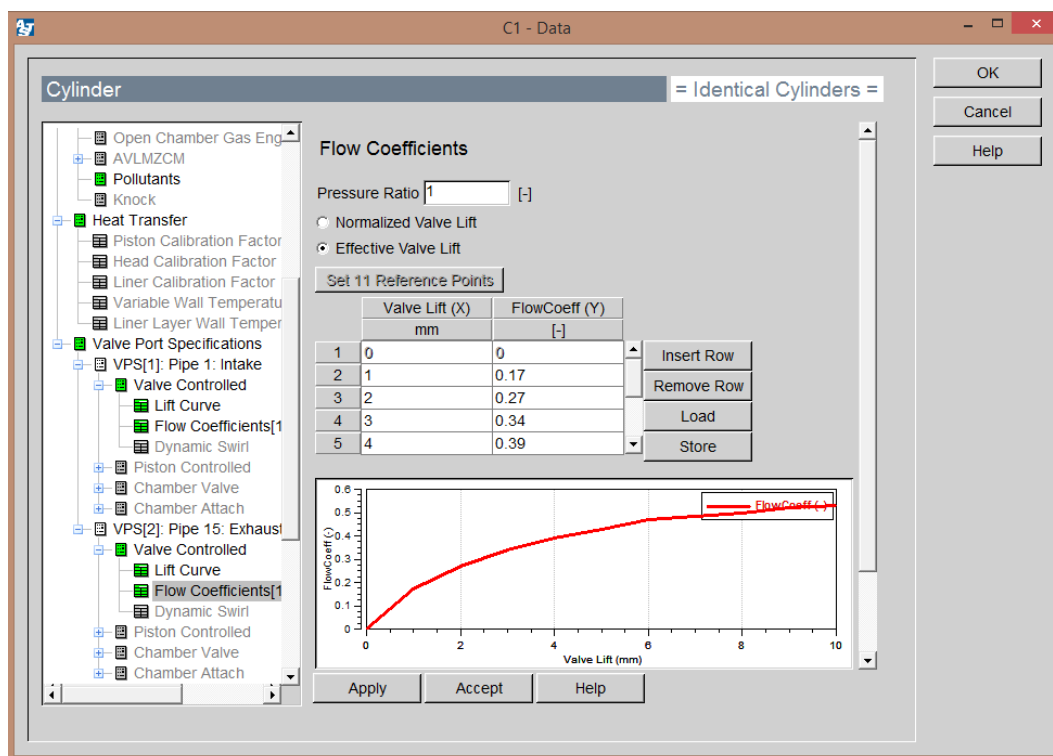 C1 - Data
Cylinder
= Identical Cylinders =
OK
Cancel
Help
Open Chamber Gas Eng
AVLMZCM
Pollutants
Knock
Heat Transfer
Piston Calibration Factor
Head Calibration Factor
Liner Calibration Factor
Variable Wall Temperatu
Liner Layer Wall Temper
Valve Port Specifications
VPS[1]: Pipe 1: Intake
Valve Controlled
Lift Curve
Flow Coefficients[1
Dynamic Swirl
Piston Controlled
Chamber Valve
Chamber Attach
VPS[2]: Pipe 15: Exhaust
Valve Controlled
Lift Curve
Flow Coefficients[1
Dynamic Swirl
Piston Controlled
Chamber Valve
Chamber Attach
Flow Coefficients
Pressure Ratio 1 [-]
Normalized Valve Lift
Effective Valve Lift
Set 11 Reference Points
Valve Lift (X) FlowCoeff (Y)
mm [-]
1 0 0
2 1 0.17
3 2 0.27
4 3 0.34
5 4 0.39
Insert Row
Remove Row
Load
Store
FlowCoeff (-)
0.6
0.5
0.4
0.3
0.2
0.1
0
FlowCoeff (-)
0 2 4 6 8 10
Valve Lift (mm)
Apply Accept Help